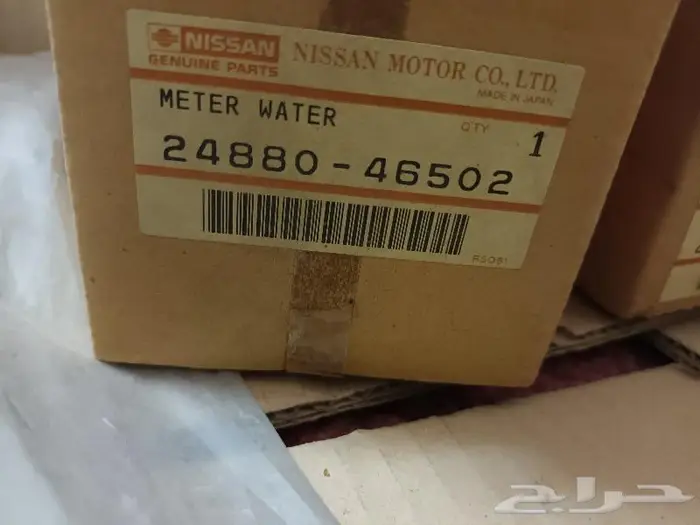 NISSAN
GENUINE PARTS
NISSAN MOTOR CO., LTD.
MADE IN JAPAN
METER WATER
QTY 1
24880-46502
حراج